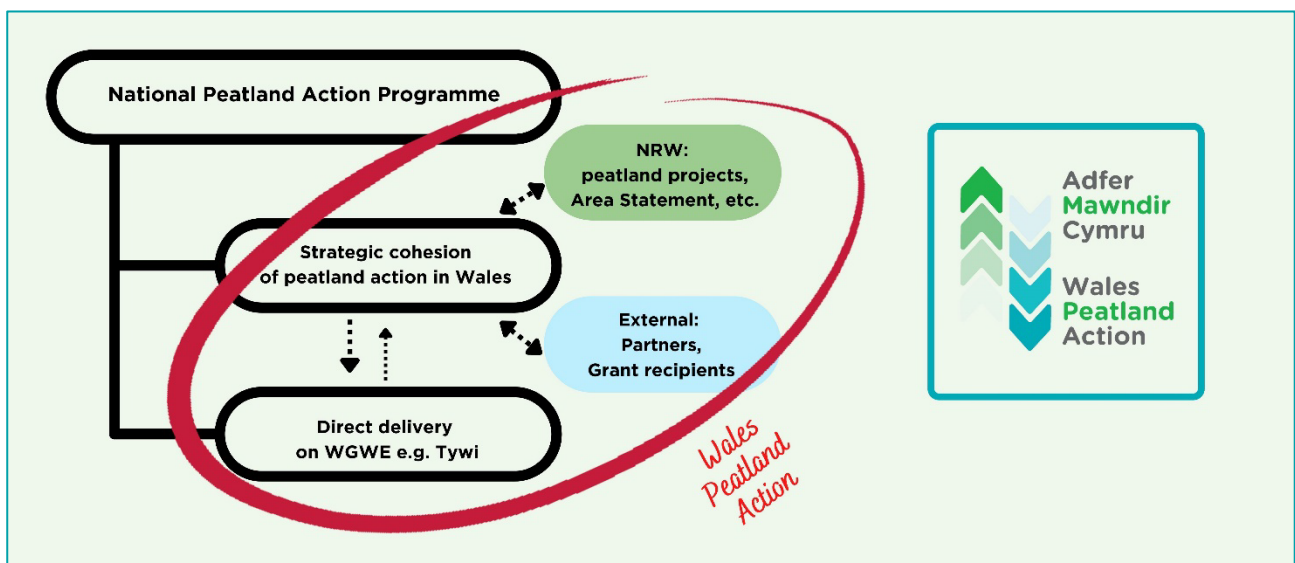 National Peatland Action Programme
NRW:
peatland projects,
Area Statement, etc.
Strategic cohesion
of peatland action in Wales
External:
Partners,
Grant recipients
Direct delivery
on WGWE e.g. Tywi
Wales
Peatland
Action
Adfer
Mawndir
Cymru
Wales
Peatland
Action